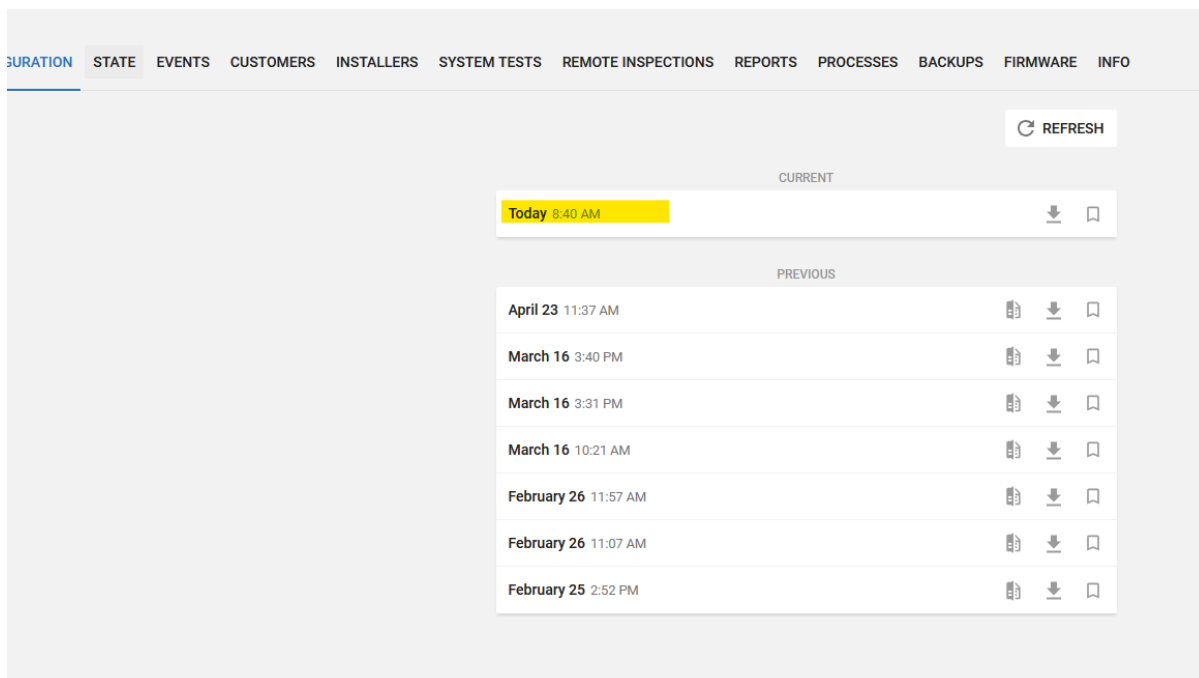 GURATION STATE EVENTS CUSTOMERS INSTALLERS SYSTEM TESTS REMOTE INSPECTIONS REPORTS PROCESSES BACKUPS FIRMWARE INFO
REFRESH
CURRENT
Today 8:40 AM
PREVIOUS
April 23 11:37 AM
March 16 3:40 PM
March 16 3:31 PM
March 16 10:21 AM
February 26 11:57 AM
February 26 11:07 AM
February 25 2:52 PM